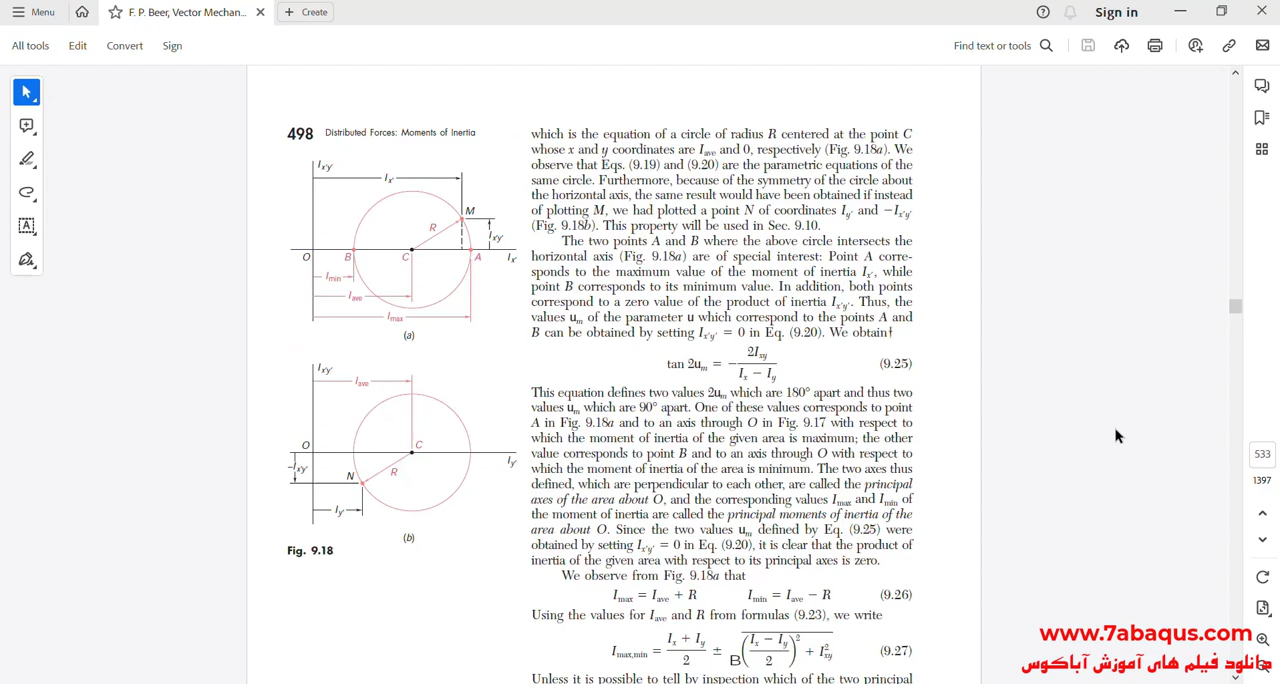 Menu
F. P. Beer, Vector Mechan...
Create
Sign in
All tools Edit Convert Sign
Find text or tools
498 Distributed Forces: Moments of Inertia
Ix'y'
Ix'
M
R
Ix'y'
O B C A Ix'
Imin
Iave
Imax
(a)
Ix'y'
Iave
O C
Iy'
−Ix'y' N R
Iy'
(b)
Fig. 9.18
which is the equation of a circle of radius R centered at the point C
whose x and y coordinates are Iave and 0, respectively (Fig. 9.18a). We
observe that Eqs. (9.19) and (9.20) are the parametric equations of the
same circle. Furthermore, because of the symmetry of the circle about
the horizontal axis, the same result would have been obtained if instead
of plotting M, we had plotted a point N of coordinates Iy' and −Ix'y'
(Fig. 9.18b). This property will be used in Sec. 9.10.
The two points A and B where the above circle intersects the
horizontal axis (Fig. 9.18a) are of special interest: Point A corre-
sponds to the maximum value of the moment of inertia Ix', while
point B corresponds to its minimum value. In addition, both points
correspond to a zero value of the product of inertia Ix'y'. Thus, the
values um of the parameter u which correspond to the points A and
B can be obtained by setting Ix'y' = 0 in Eq. (9.20). We obtain†
tan 2um = − 2Ixy / (Ix − Iy) (9.25)
This equation defines two values 2um which are 180° apart and thus two
values um which are 90° apart. One of these values corresponds to point
A in Fig. 9.18a and to an axis through O in Fig. 9.17 with respect to
which the moment of inertia of the given area is maximum; the other
value corresponds to point B and to an axis through O with respect to
which the moment of inertia of the area is minimum. The two axes thus
defined, which are perpendicular to each other, are called the principal
axes of the area about O, and the corresponding values Imax and Imin of
the moment of inertia are called the principal moments of inertia of the
area about O. Since the two values um defined by Eq. (9.25) were
obtained by setting Ix'y' = 0 in Eq. (9.20), it is clear that the product of
inertia of the given area with respect to its principal axes is zero.
We observe from Fig. 9.18a that
Imax = Iave + R Imin = Iave − R (9.26)
Using the values for Iave and R from formulas (9.23), we write
Imax,min = (Ix + Iy) / 2 ± B ((Ix − Iy) / 2)² + I²xy (9.27)
Unless it is possible to tell by inspection which of the two principal
533
1397
www.7abaqus.com
دانلود فیلم های آموزش آباکوس